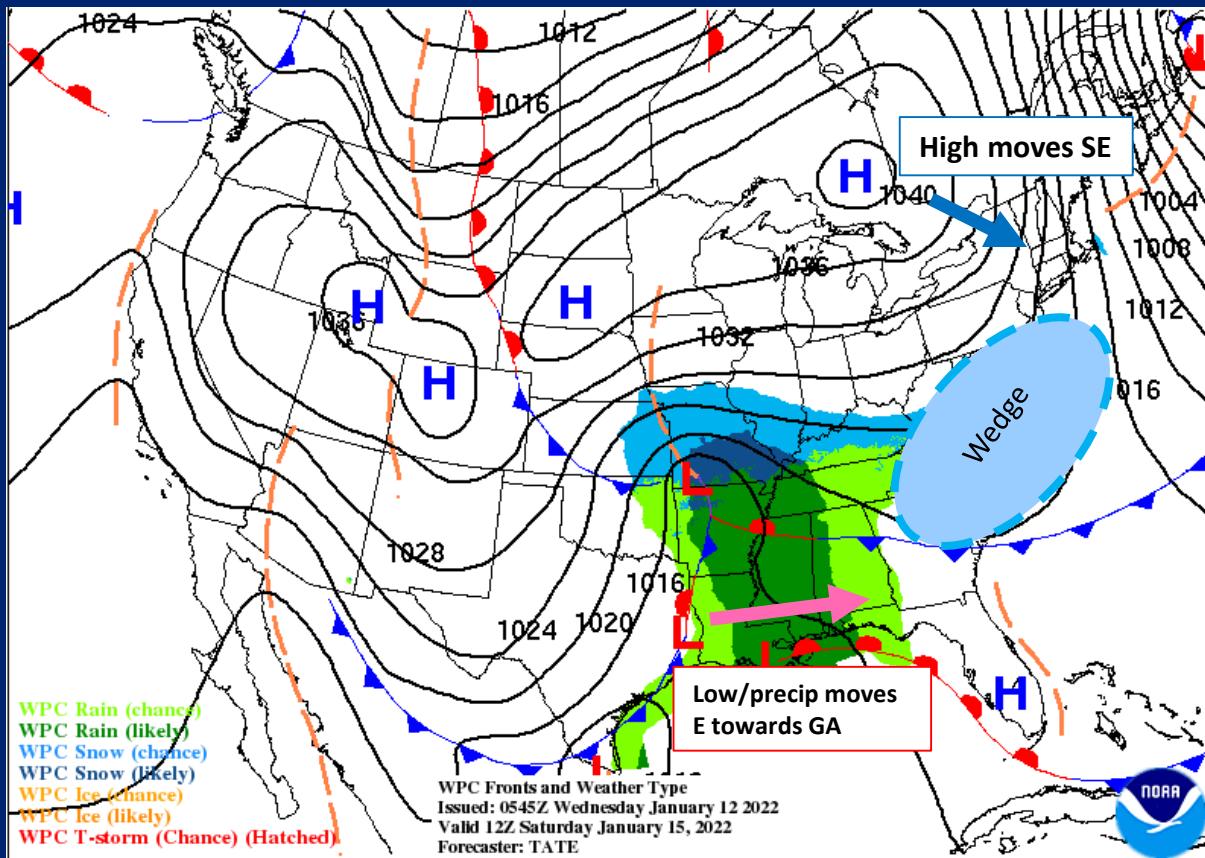 1024
1012
1016
High moves SE
H
1040
H
1004
1008
1036
H
1036
H
1012
1032
H
1016
Wedge
L
1028
1016
1024
1020
L
L
Low/precip moves
E towards GA
H
WPC Rain (chance)
WPC Rain (likely)
WPC Snow (chance)
WPC Snow (likely)
WPC Ice (chance)
WPC Ice (likely)
WPC T-storm (Chance) (Hatched)
L
WPC Fronts and Weather Type
Issued: 0545Z Wednesday January 12 2022
Valid 12Z Saturday January 15, 2022
Forecaster: TATE
NOAA